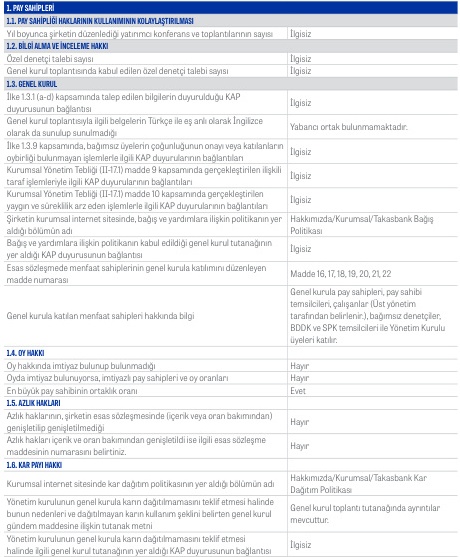 1. PAY SAHİPLERİ
1.1. PAY SAHİPLİĞİ HAKLARININ KULLANIMININ KOLAYLAŞTIRILMASI
Yıl boyunca şirketin düzenlediği yatırımcı konferans ve toplantılarının sayısı İlgisiz
1.2. BİLGİ ALMA VE İNCELEME HAKKI
Özel denetçi talebi sayısı İlgisiz
Genel kurul toplantısında kabul edilen özel denetçi talebi sayısı İlgisiz
1.3. GENEL KURUL
İlke 1.3.1 (a-d) kapsamında talep edilen bilgilerin duyurulduğu KAP
duyurusunun bağlantısı
İlgisiz
Genel kurul toplantısıyla ilgili belgelerin Türkçe ile eş anlı olarak İngilizce
olarak da sunulup sunulmadığı
Yabancı ortak bulunmamaktadır.
İlke 1.3.9 kapsamında, bağımsız üyelerin çoğunluğunun onayı veya katılanların
oybirliği bulunmayan işlemlerle ilgili KAP duyurularının bağlantıları
İlgisiz
Kurumsal Yönetim Tebliği (II-17.1) madde 9 kapsamında gerçekleştirilen ilişkili
taraf işlemleriyle ilgili KAP duyurularının bağlantıları
İlgisiz
Kurumsal Yönetim Tebliği (II-17.1) madde 10 kapsamında gerçekleştirilen
yaygın ve süreklilik arz eden işlemlerle ilgili KAP duyurularının bağlantıları
İlgisiz
Şirketin kurumsal internet sitesinde, bağış ve yardımlara ilişkin politikanın yer
aldığı bölümün adı
Hakkımızda/Kurumsal/Takasbank Bağış
Politikası
Bağış ve yardımlara ilişkin politikanın kabul edildiği genel kurul tutanağının
yer aldığı KAP duyurusunun bağlantısı
İlgisiz
Esas sözleşmede menfaat sahiplerinin genel kurula katılımını düzenleyen
madde numarası
Madde 16, 17, 18, 19, 20, 21, 22
Genel kurula katılan menfaat sahipleri hakkında bilgi
Genel kurula pay sahipleri, pay sahibi
temsilcileri, çalışanlar (Üst yönetim
tarafından belirlenir.), bağımsız denetçiler,
BDDK ve SPK temsilcileri ile Yönetim Kurulu
üyeleri katılır.
1.4. OY HAKKI
Oy hakkında imtiyaz bulunup bulunmadığı Hayır
Oyda imtiyaz bulunuyorsa, imtiyazlı pay sahipleri ve oy oranları Hayır
En büyük pay sahibinin ortaklık oranı Evet
1.5. AZLIK HAKLARI
Azlık haklarının, şirketin esas sözleşmesinde (içerik veya oran bakımından)
genişletilip genişletilmediği
Hayır
Azlık hakları içerik ve oran bakımından genişletildi ise ilgili esas sözleşme
maddesinin numarasını belirtiniz.
Hayır
1.6. KAR PAYI HAKKI
Kurumsal internet sitesinde kar dağıtım politikasının yer aldığı bölümün adı
Hakkımızda/Kurumsal/Takasbank Kar
Dağıtım Politikası
Yönetim kurulunun genel kurula karın dağıtılmamasını teklif etmesi halinde
bunun nedenleri ve dağıtılmayan karın kullanım şeklini belirten genel kurul
gündem maddesine ilişkin tutanak metni
Genel kurul toplantı tutanağında ayrıntılar
mevcuttur.
Yönetim kurulunun genel kurula karın dağıtılmamasını teklif etmesi
halinde ilgili genel kurul tutanağının yer aldığı KAP duyurusunun bağlantısı
İlgisiz